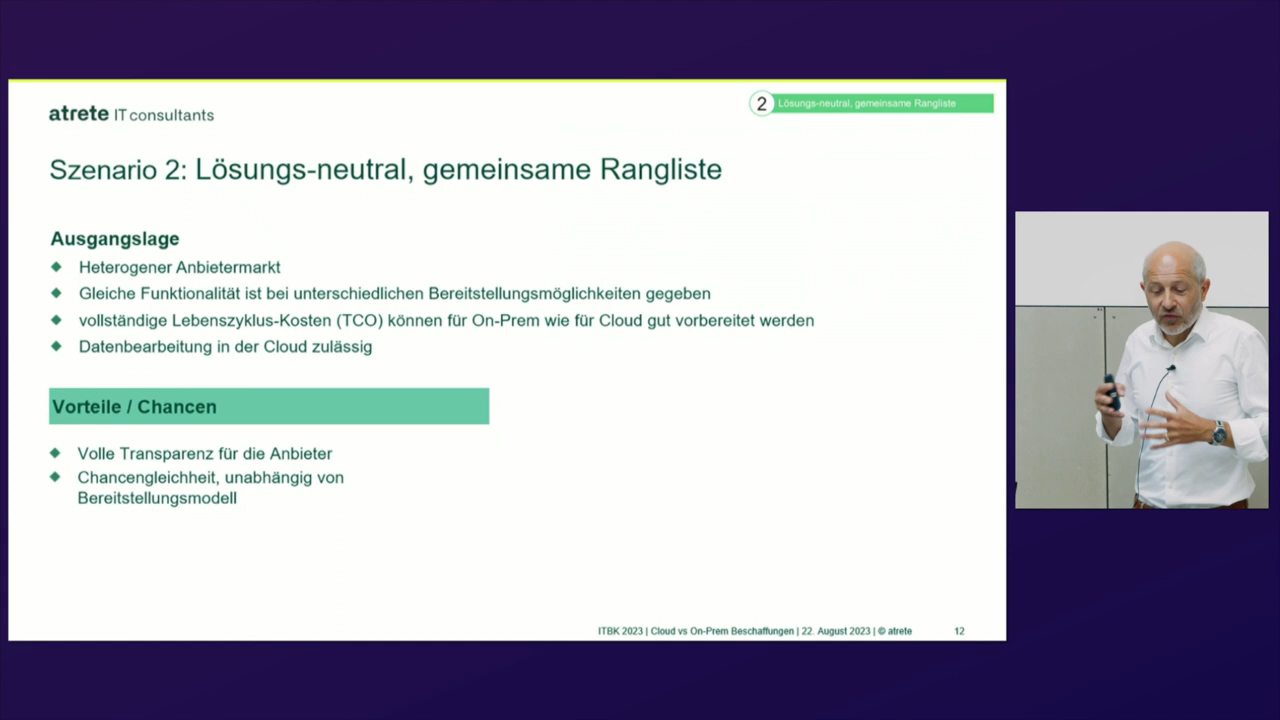 atrete IT consultants
2 Lösungs-neutral, gemeinsame Rangliste
Szenario 2: Lösungs-neutral, gemeinsame Rangliste
Ausgangslage
Heterogener Anbietermarkt
Gleiche Funktionalität ist bei unterschiedlichen Bereitstellungsmöglichkeiten gegeben
vollständige Lebenszyklus-Kosten (TCO) können für On-Prem wie für Cloud gut vorbereitet werden
Datenbearbeitung in der Cloud zulässig
Vorteile / Chancen
Volle Transparenz für die Anbieter
Chancengleichheit, unabhängig von
Bereitstellungsmodell
ITBK 2023 | Cloud vs On-Prem Beschaffungen | 22. August 2023 | © atrete 12